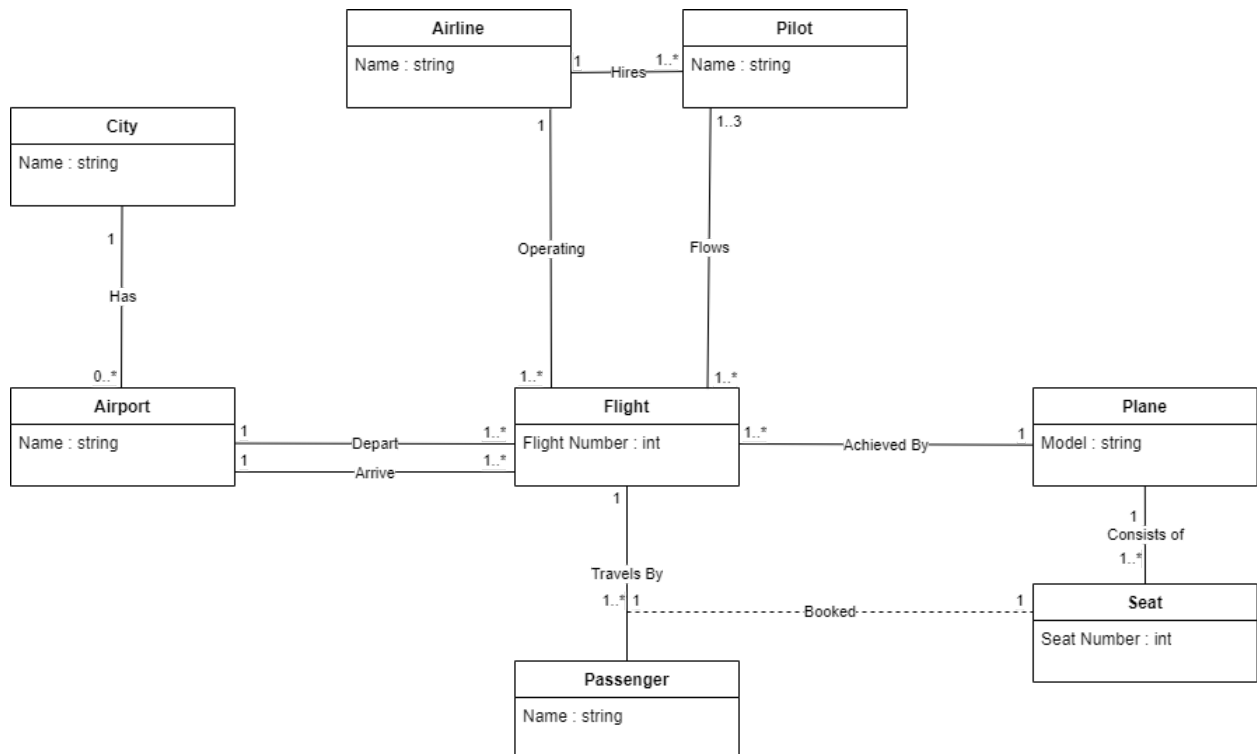 Airline
Name : string
Pilot
Name : string
1
Hires
1..*
City
Name : string
1
1..3
1
Operating
Flows
Has
0..*
1..*
1..*
Airport
Name : string
Flight
Flight Number : int
Plane
Model : string
1
Depart
1..*
1
Arrive
1..*
1..*
Achieved By
1
1
1
Consists of
1..*
Travels By
1..*
1
Booked
1
Seat
Seat Number : int
Passenger
Name : string